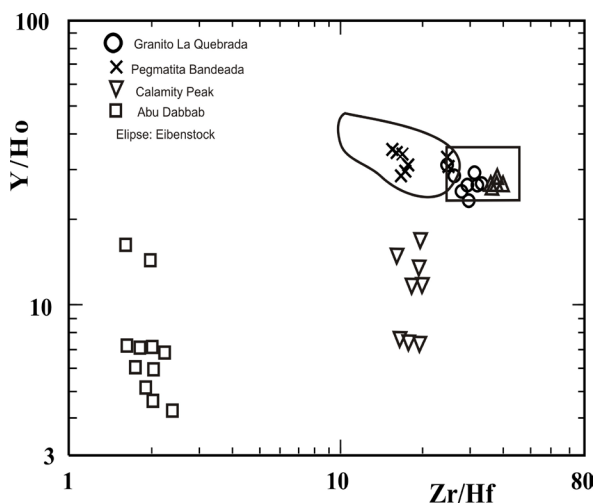 100
Granito La Quebrada
Pegmatita Bandeada
Calamity Peak
Abu Dabbab
Elipse: Eibenstock
Y/Ho
10
3
1
10
80
Zr/Hf